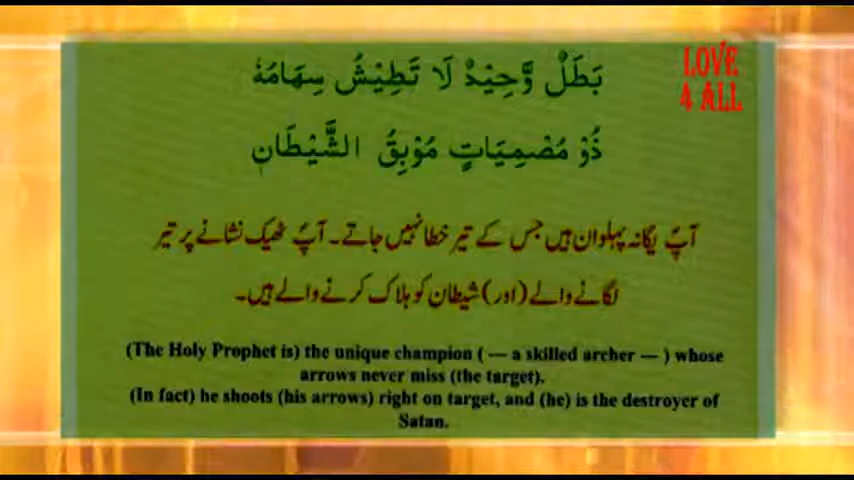 LOVE
4 ALL
بَطَلٌ وَّحِيْدٌ لَا تَطِيْشُ سِهَامُهٗ
ذُوْ مُصْمِيَاتٍ مُوْبِقُ الشَّيْطَانِ
آپؐ یگانہ پہلوان ہیں جس کے تیر خطا نہیں جاتے۔ آپؐ ٹھیک نشانے پر تیر
لگانے والے (اور) شیطان کو ہلاک کرنے والے ہیں۔
(The Holy Prophet is) the unique champion ( — a skilled archer — ) whose
arrows never miss (the target).
(In fact) he shoots (his arrows) right on target, and (he) is the destroyer of
Satan.